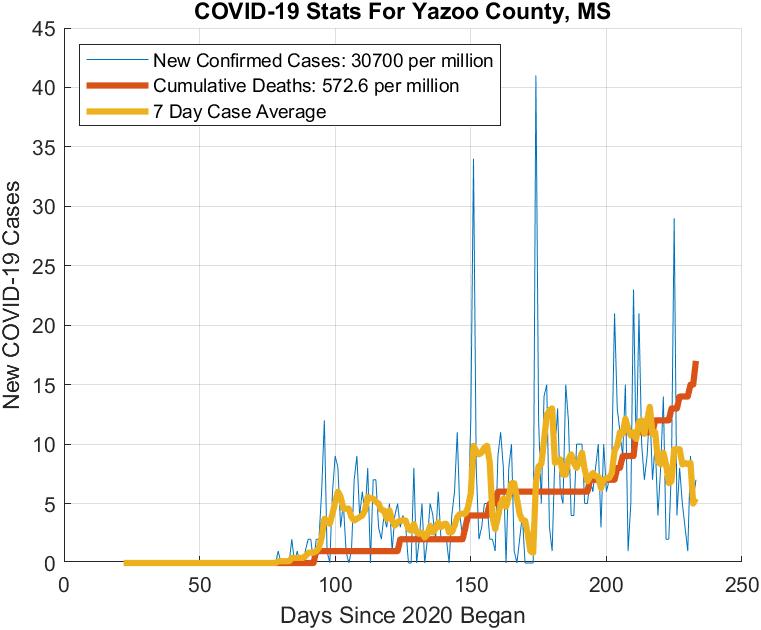 COVID-19 Stats For Yazoo County, MS
New Confirmed Cases: 30700 per million
Cumulative Deaths: 572.6 per million
7 Day Case Average
New COVID-19 Cases
45
40
35
30
25
20
15
10
5
0
0 50 100 150 200 250
Days Since 2020 Began